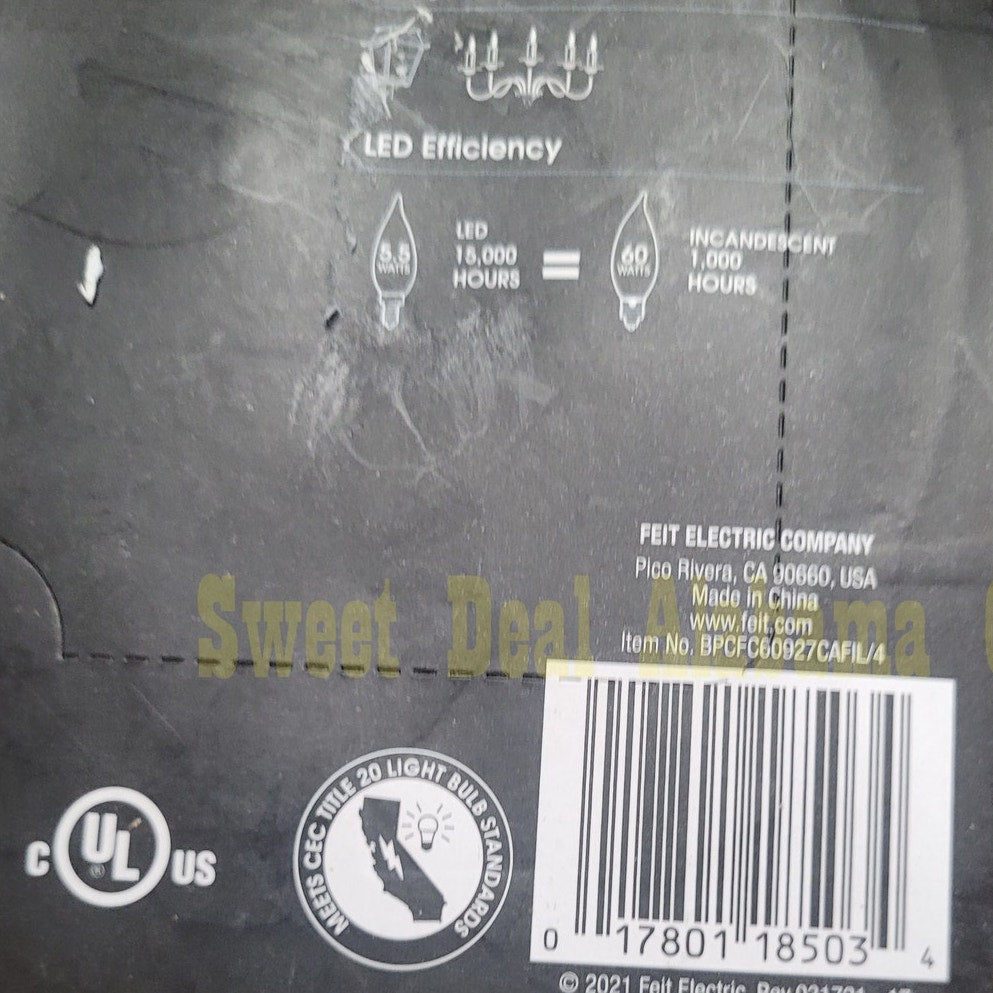 LED Efficiency
5.5
WATTS
LED
15,000
HOURS
=
60
WATTS
INCANDESCENT
1,000
HOURS
FEIT ELECTRIC COMPANY
Pico Rivera, CA 90660, USA
Made in China
www.feit.com
Item No. BPCFC60927CAFIL/4
Sweet Deal
C UL US
®
MEETS CEC TITLE 20 LIGHT BULB STANDARDS
0 17801 18503 4
© 2021 Feit Electric